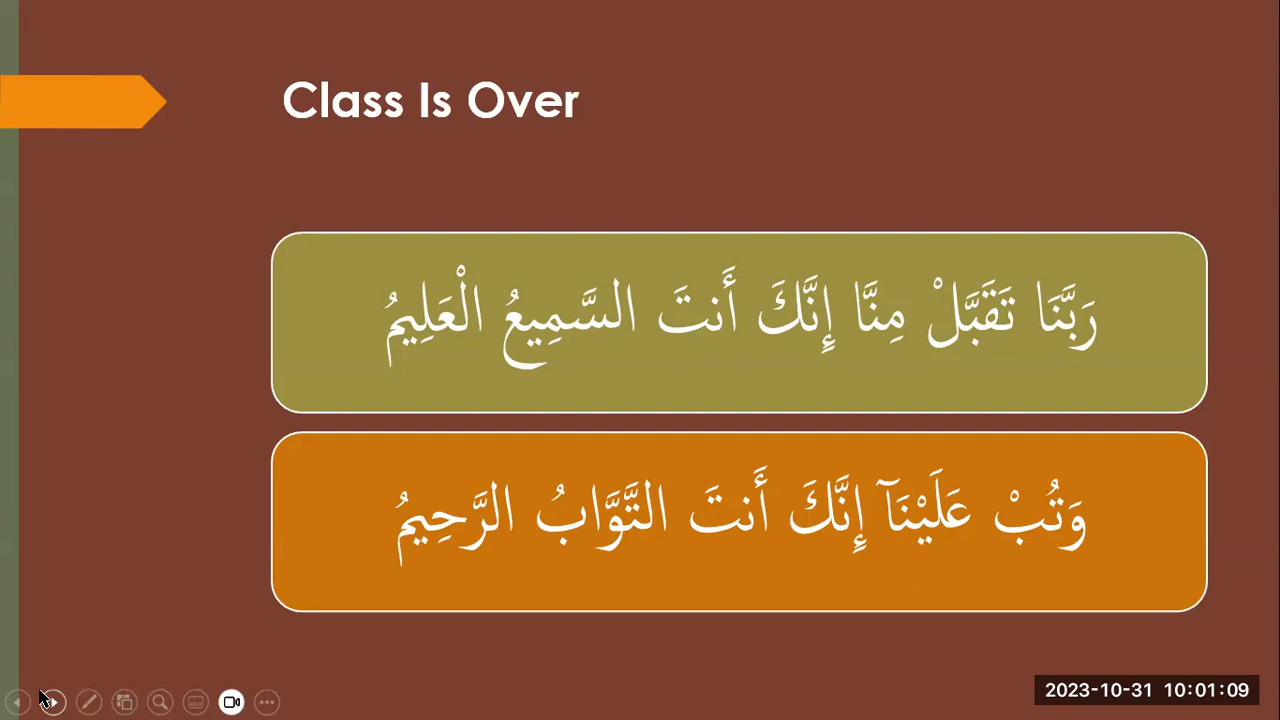 Class Is Over
رَبَّنَا تَقَبَّلْ مِنَّا إِنَّكَ أَنتَ السَّمِيعُ الْعَلِيمُ
وَتُبْ عَلَيْنَآ إِنَّكَ أَنتَ التَّوَّابُ الرَّحِيمُ
2023-10-31 10:01:09